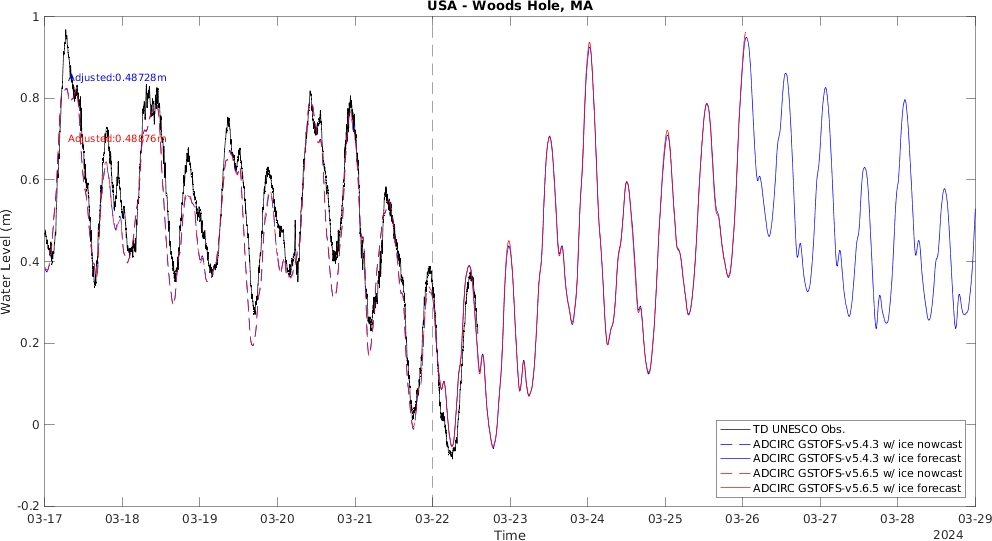 USA - Woods Hole, MA
1
0.8
0.6
0.4
0.2
0
-0.2
Water Level (m)
Adjusted:0.48728m
Adjusted:0.48876m
TD UNESCO Obs.
ADCIRC GSTOFS-v5.4.3 w/ ice nowcast
ADCIRC GSTOFS-v5.4.3 w/ ice forecast
ADCIRC GSTOFS-v5.6.5 w/ ice nowcast
ADCIRC GSTOFS-v5.6.5 w/ ice forecast
03-17 03-18 03-19 03-20 03-21 03-22 03-23 03-24 03-25 03-26 03-27 03-28 03-29
Time
2024